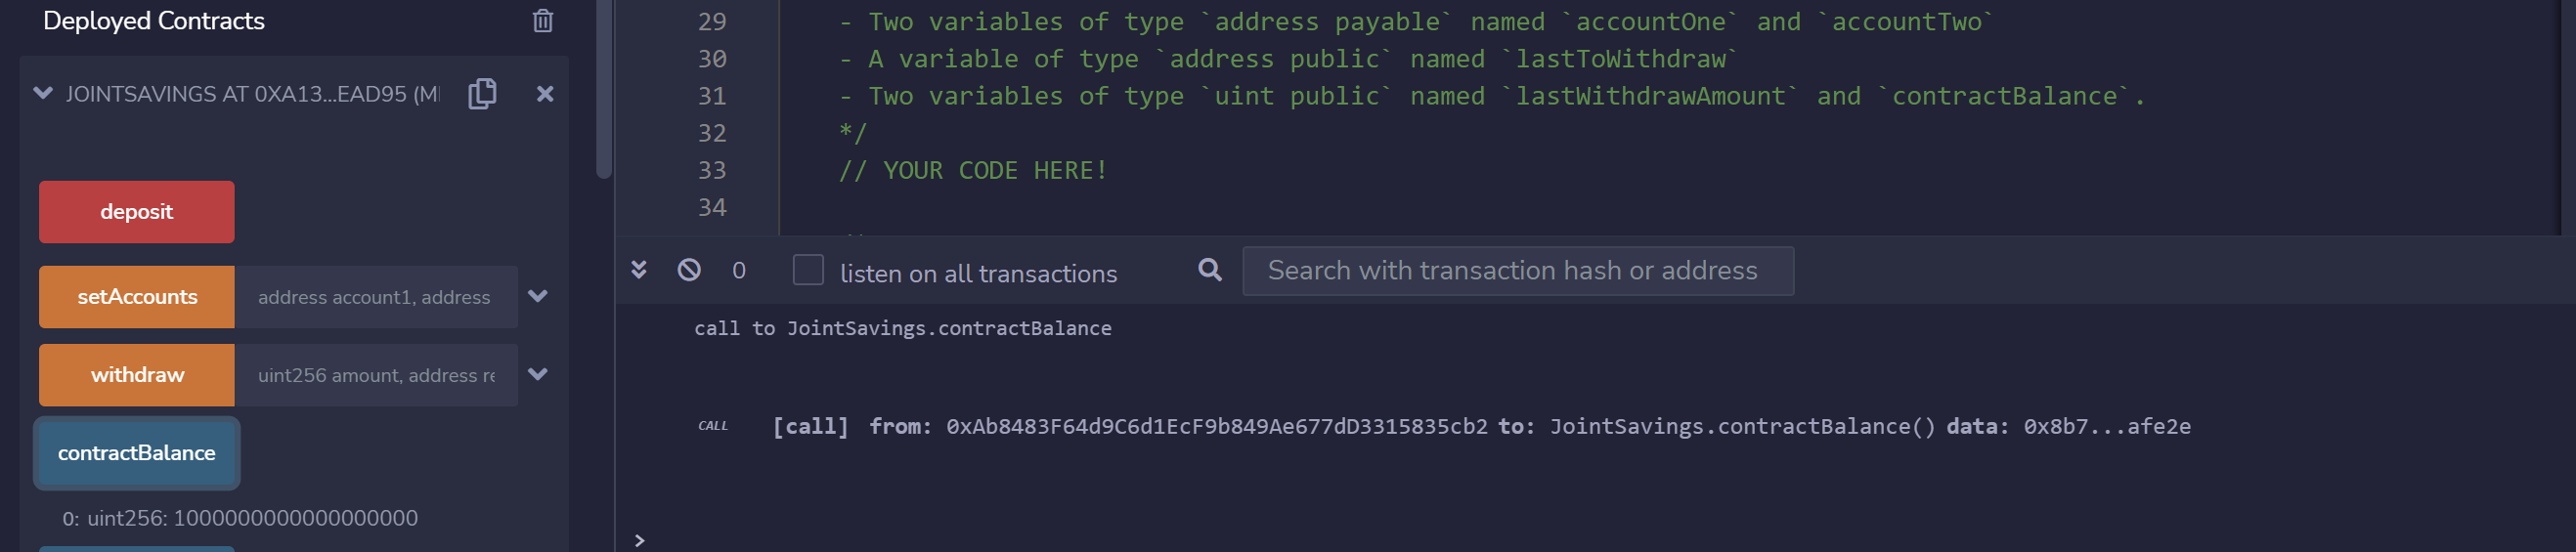 Deployed Contracts
JOINTSAVINGS AT 0XA13...EAD95 (M
deposit
setAccounts address account1, address
withdraw uint256 amount, address re
contractBalance
0: uint256: 1000000000000000000
29 - Two variables of type `address payable` named `accountOne` and `accountTwo`
30 - A variable of type `address public` named `lastToWithdraw`
31 - Two variables of type `uint public` named `lastWithdrawAmount` and `contractBalance`.
32 */
33 // YOUR CODE HERE!
34
0 listen on all transactions Search with transaction hash or address
call to JointSavings.contractBalance
CALL [call] from: 0xAb8483F64d9C6d1EcF9b849Ae677dD3315835cb2 to: JointSavings.contractBalance() data: 0x8b7...afe2e
>